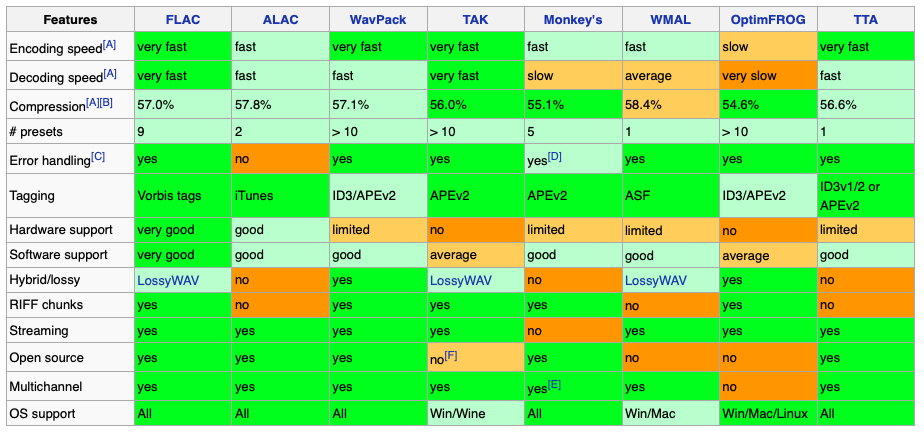 Features FLAC ALAC WavPack TAK Monkey's WMAL OptimFROG TTA
Encoding speed[A] very fast fast very fast very fast fast fast slow very fast
Decoding speed[A] very fast fast fast very fast slow average very slow fast
Compression[A][B] 57.0% 57.8% 57.1% 56.0% 55.1% 58.4% 54.6% 56.6%
# presets 9 2 > 10 > 10 5 1 > 10 1
Error handling[C] yes no yes yes yes[D] yes yes yes
Tagging Vorbis tags iTunes ID3/APEv2 APEv2 APEv2 ASF ID3/APEv2 ID3v1/2 or
APEv2
Hardware support very good good limited no limited limited no limited
Software support very good good good average good good average good
Hybrid/lossy LossyWAV no yes LossyWAV no LossyWAV yes no
RIFF chunks yes no yes yes yes no yes no
Streaming yes yes yes yes no yes yes yes
Open source yes yes yes no[F] yes no no yes
Multichannel yes yes yes yes yes[E] yes no yes
OS support All All All Win/Wine All Win/Mac Win/Mac/Linux All